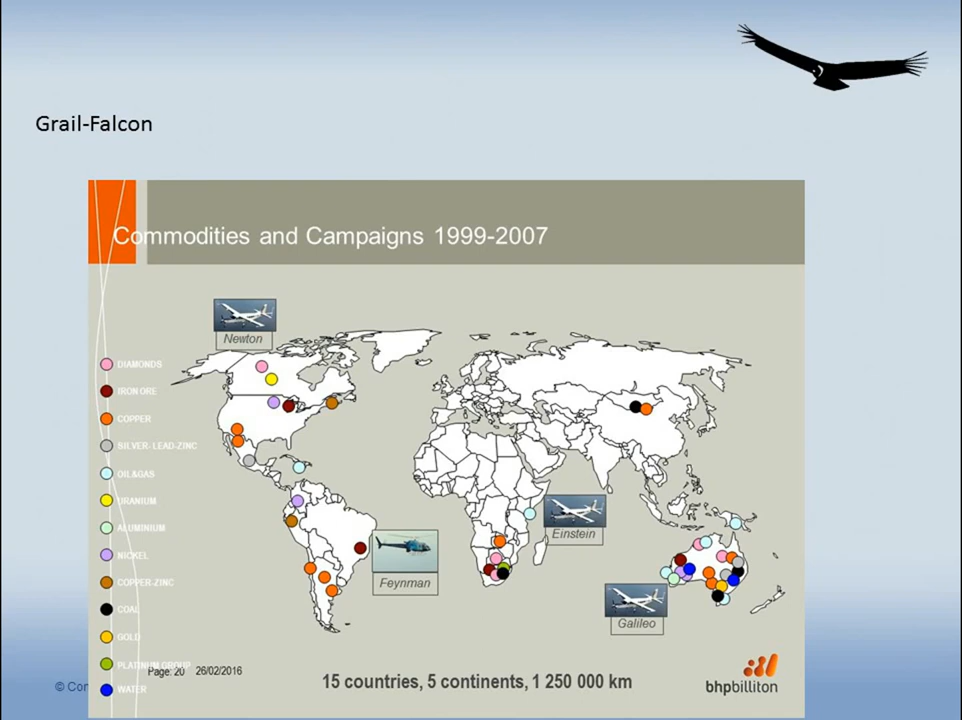 Grail-Falcon
Commodities and Campaigns 1999-2007
Newton
DIAMONDS
IRON ORE
COPPER
SILVER- LEAD-ZINC
OIL&GAS
URANIUM
ALUMINIUM
NICKEL
COPPER-ZINC
COAL
GOLD
PLATINUM GROUP
WATER
Einstein
Feynman
Galileo
Page: 20 26/02/2016
15 countries, 5 continents, 1 250 000 km
bhpbilliton